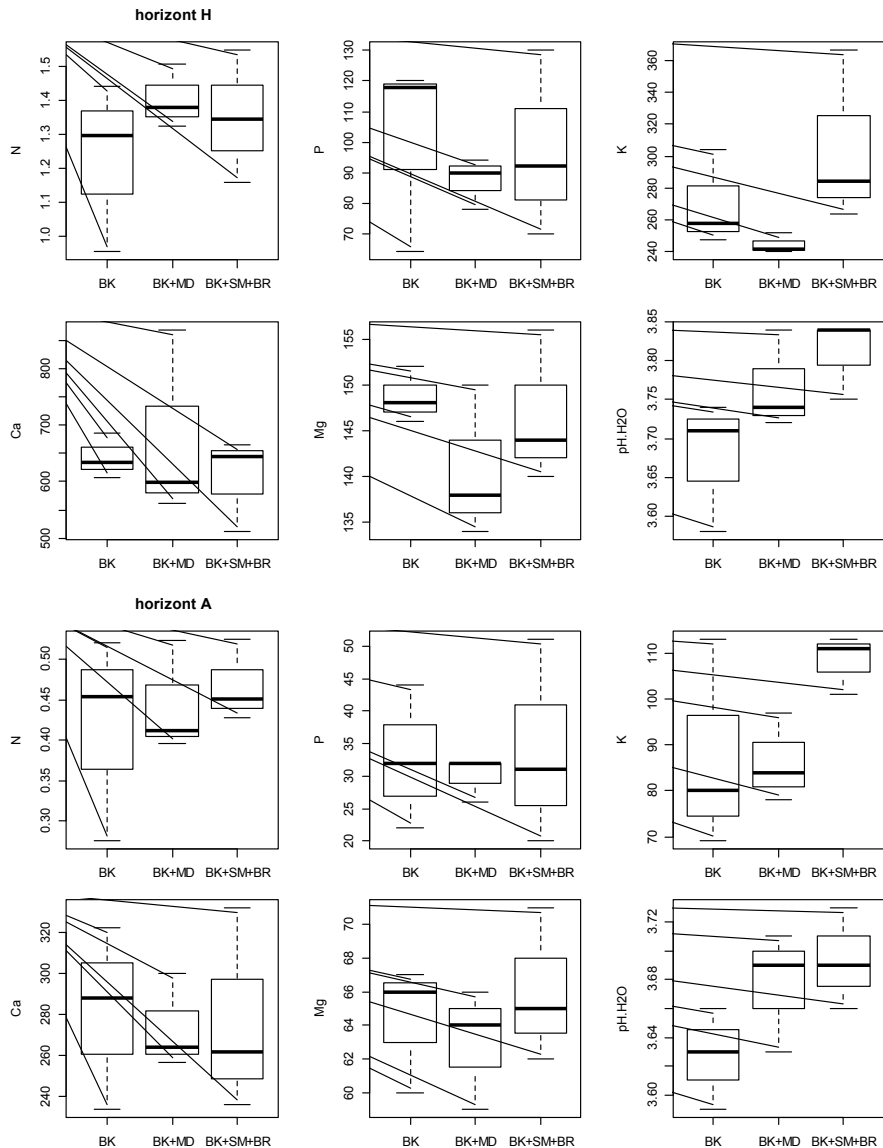 horizont H
N
1.0 1.1 1.2 1.3 1.4 1.5
BK BK+MD BK+SM+BR
P
70 80 90 100 110 120 130
BK BK+MD BK+SM+BR
K
240 260 280 300 320 340 360
BK BK+MD BK+SM+BR
Ca
500 600 700 800
BK BK+MD BK+SM+BR
Mg
135 140 145 150 155
BK BK+MD BK+SM+BR
pH.H2O
3.60 3.65 3.70 3.75 3.80 3.85
BK BK+MD BK+SM+BR
horizont A
N
0.30 0.35 0.40 0.45 0.50
BK BK+MD BK+SM+BR
P
20 25 30 35 40 45 50
BK BK+MD BK+SM+BR
K
70 80 90 100 110
BK BK+MD BK+SM+BR
Ca
240 260 280 300 320
BK BK+MD BK+SM+BR
Mg
60 62 64 66 68 70
BK BK+MD BK+SM+BR
pH.H2O
3.60 3.64 3.68 3.72
BK BK+MD BK+SM+BR